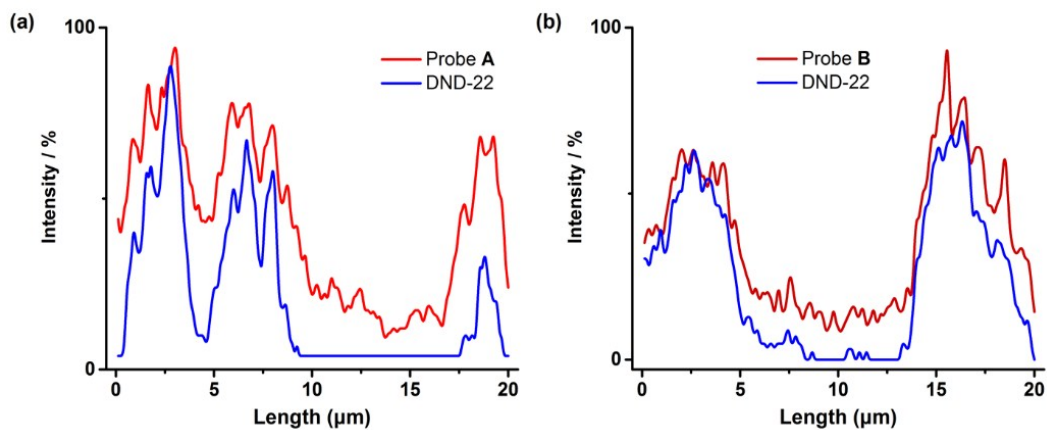 (a)
100
Probe A
DND-22
Intensity / %
0
0
5
10
15
20
Length (µm)
(b)
100
Probe B
DND-22
Intensity / %
0
0
5
10
15
20
Length (µm)